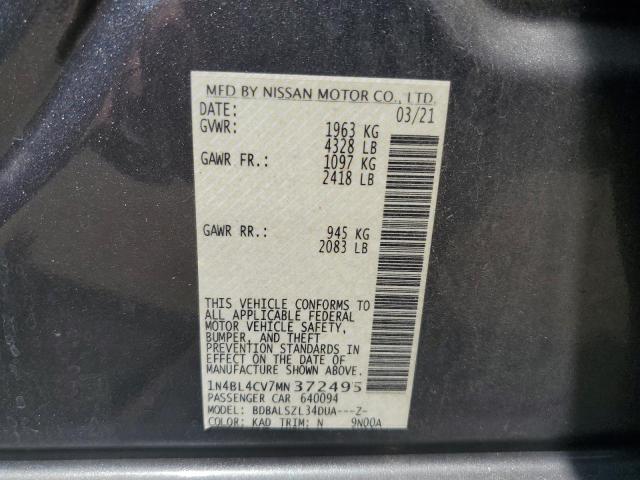 MFD BY NISSAN MOTOR CO., LTD.
DATE: 03/21
GVWR: 1963 KG
4328 LB
GAWR FR.: 1097 KG
2418 LB
GAWR RR.: 945 KG
2083 LB
THIS VEHICLE CONFORMS TO
ALL APPLICABLE FEDERAL
MOTOR VEHICLE SAFETY,
BUMPER, AND THEFT
PREVENTION STANDARDS IN
EFFECT ON THE DATE OF
MANUFACTURE SHOWN ABOVE.
1N4BL4CV7MN372495
PASSENGER CAR 640094
MODEL: BDBALSZL34DUA---Z-
COLOR: KAD TRIM: N 9N00A